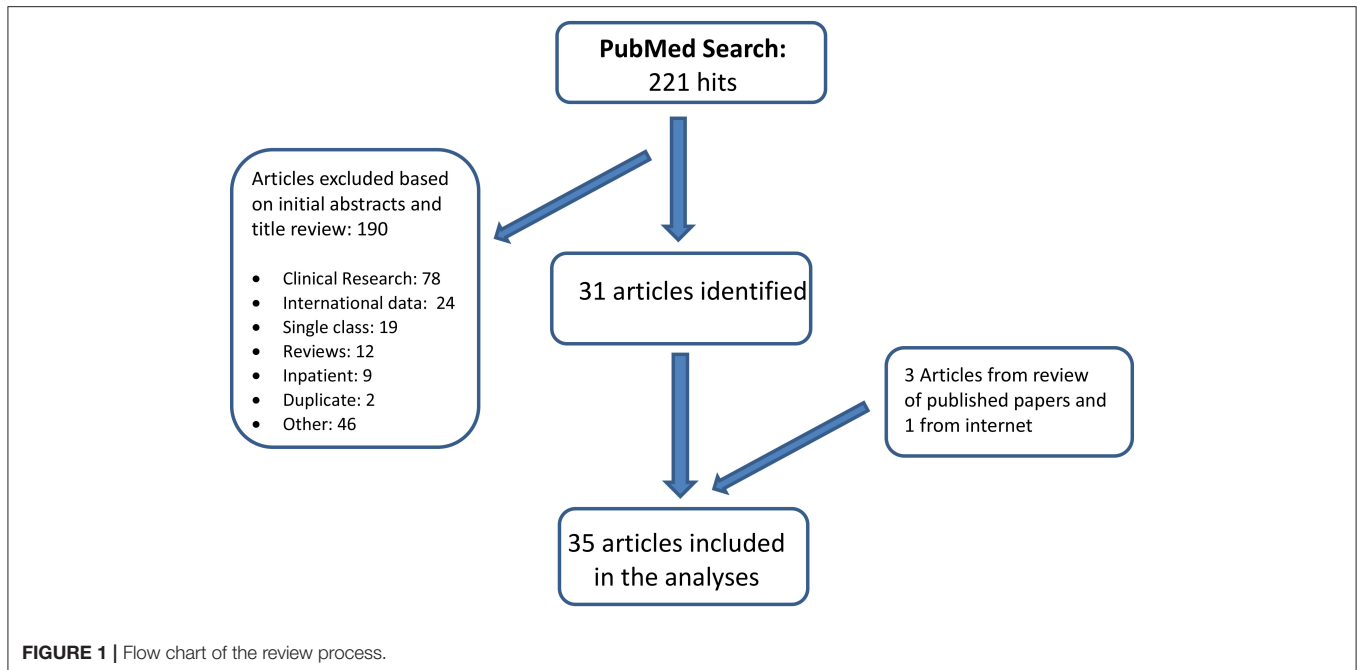 PubMed Search:
221 hits
Articles excluded based
on initial abstracts and
title review: 190
• Clinical Research: 78
• International data: 24
• Single class: 19
• Reviews: 12
• Inpatient: 9
• Duplicate: 2
• Other: 46
31 articles identified
3 Articles from review
of published papers and
1 from internet
35 articles included
in the analyses
FIGURE 1 | Flow chart of the review process.